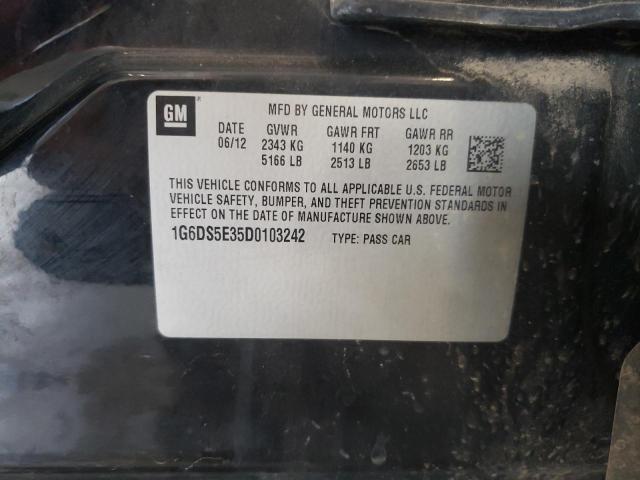 GM
MFD BY GENERAL MOTORS LLC
DATE GVWR GAWR FRT GAWR RR
06/12 2343 KG 1140 KG 1203 KG
5166 LB 2513 LB 2653 LB
THIS VEHICLE CONFORMS TO ALL APPLICABLE U.S. FEDERAL MOTOR
VEHICLE SAFETY, BUMPER, AND THEFT PREVENTION STANDARDS IN
EFFECT ON THE DATE OF MANUFACTURE SHOWN ABOVE.
1G6DS5E35D0103242 TYPE: PASS CAR